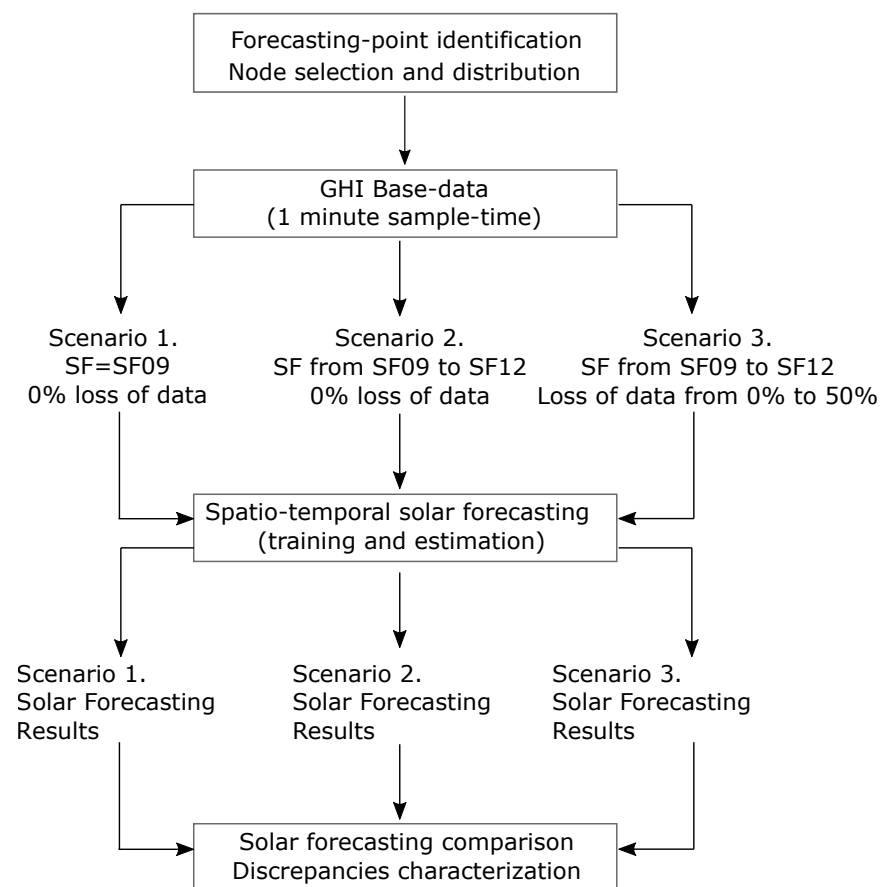 Forecasting-point identification
Node selection and distribution
GHI Base-data
(1 minute sample-time)
Scenario 1.
SF=SF09
0% loss of data
Scenario 2.
SF from SF09 to SF12
0% loss of data
Scenario 3.
SF from SF09 to SF12
Loss of data from 0% to 50%
Spatio-temporal solar forecasting
(training and estimation)
Scenario 1.
Solar Forecasting
Results
Scenario 2.
Solar Forecasting
Results
Scenario 3.
Solar Forecasting
Results
Solar forecasting comparison
Discrepancies characterization